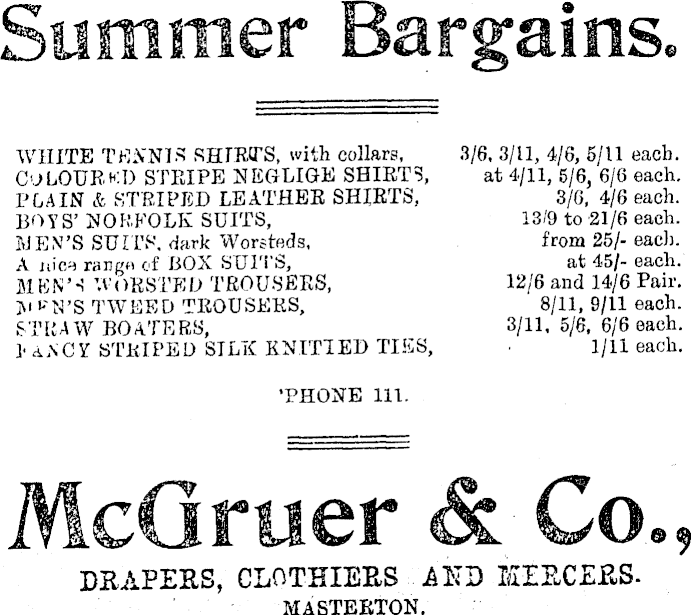 Summer Bargains.
WHITE TENNIS SHIRTS, with collars, 3/6, 3/11, 4/6, 5/11 each.
COLOURED STRIPE NEGLIGE SHIRTS, at 4/11, 5/6, 6/6 each.
PLAIN & STRIPED LEATHER SHIRTS, 3/6, 4/6 each.
BOYS' NORFOLK SUITS, 13/9 to 21/6 each.
MEN'S SUITS, dark Worsteds, from 25/- each.
A nice range of BOX SUITS, at 45/- each.
MEN'S WORSTED TROUSERS, 12/6 and 14/6 Pair.
MEN'S TWEED TROUSERS, 8/11, 9/11 each.
STRAW BOATERS, 3/11, 5/6, 6/6 each.
FANCY STRIPED SILK KNITTED TIES, 1/11 each.
'PHONE 111.
McGruer & Co.,
DRAPERS, CLOTHIERS AND MERCERS.
MASTERTON.